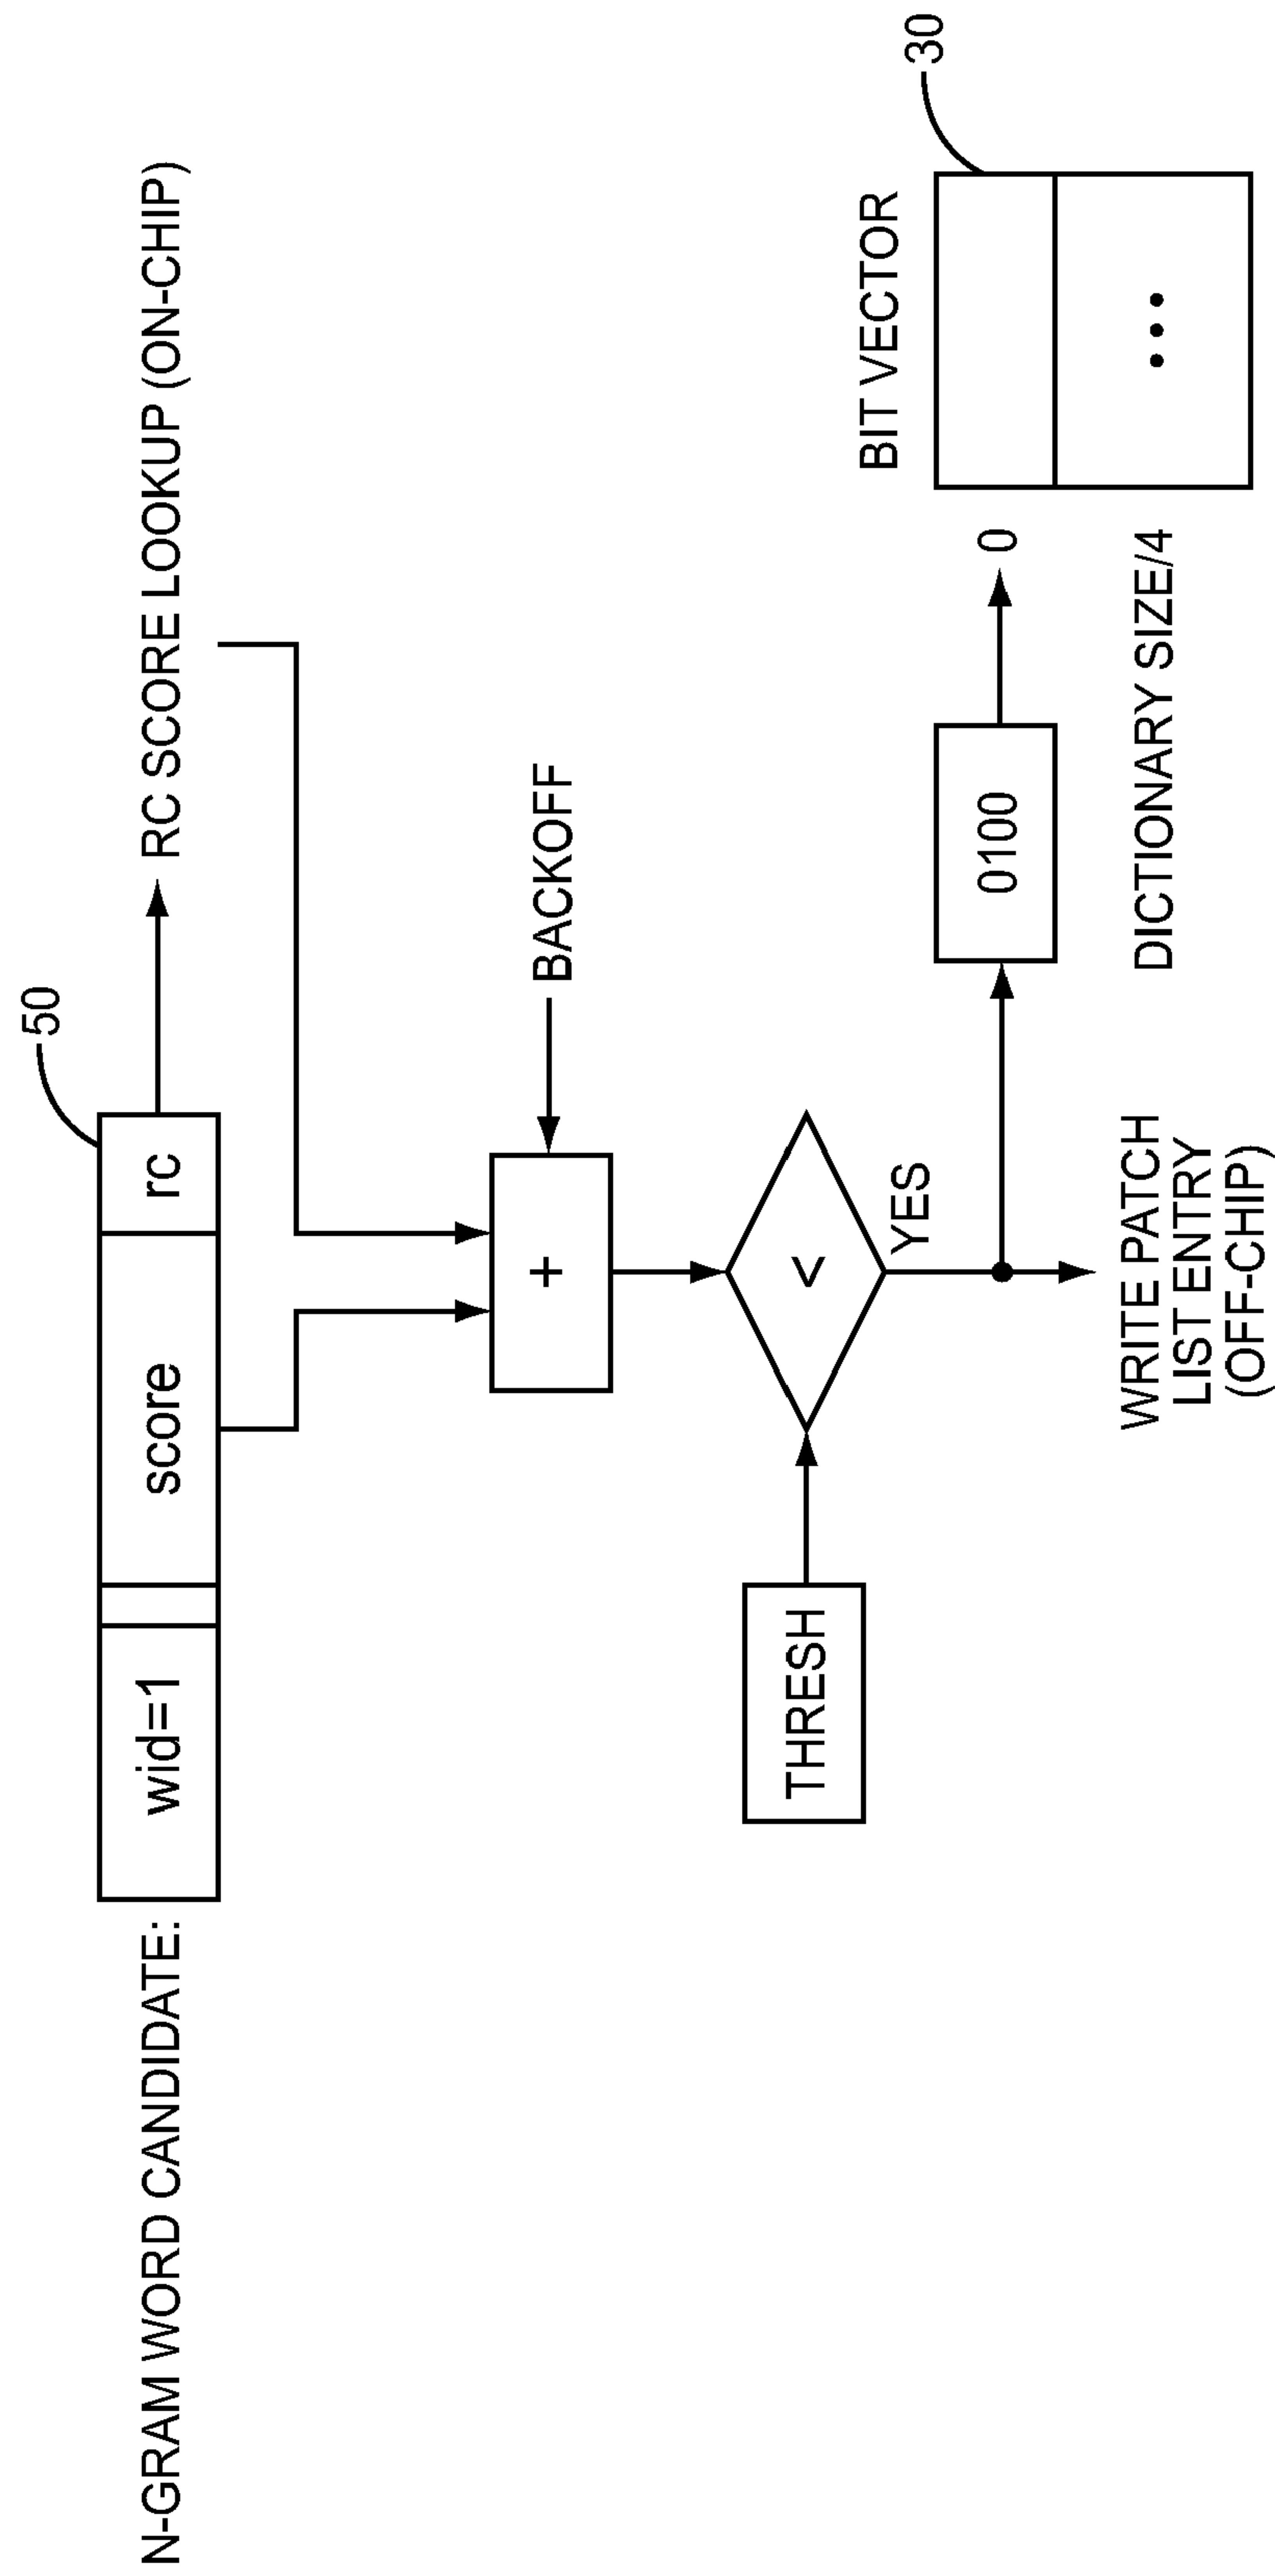 50
N-GRAM WORD CANDIDATE: wid=1 score rc RC SCORE LOOKUP (ON-CHIP)
+ BACKOFF
THRESH < YES
BIT VECTOR
30
0100 0
WRITE PATCH
LIST ENTRY
(OFF-CHIP)
DICTIONARY SIZE/4
...